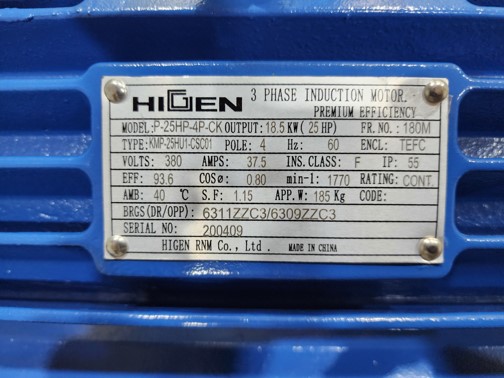 HIGEN 3 PHASE INDUCTION MOTOR.
PREMIUM EFFICIENCY
MODEL: P-25HP-4P-CK OUTPUT: 18.5 KW( 25 HP) FR.NO.: 180M
TYPE: KMP-25HU1-CSC01 POLE: 4 Hz: 60 ENCL: TEFC
VOLTS: 380 AMPS: 37.5 INS.CLASS: F IP: 55
EFF: 93.6 COSø: 0.80 min-1: 1770 RATING: CONT.
AMB: 40 ℃ S.F: 1.15 APP.W: 185 Kg CODE:
BRGS(DR/OPP): 6311ZZC3/6309ZZC3
SERIAL NO: 200409
HIGEN RNM Co., Ltd. MADE IN CHINA